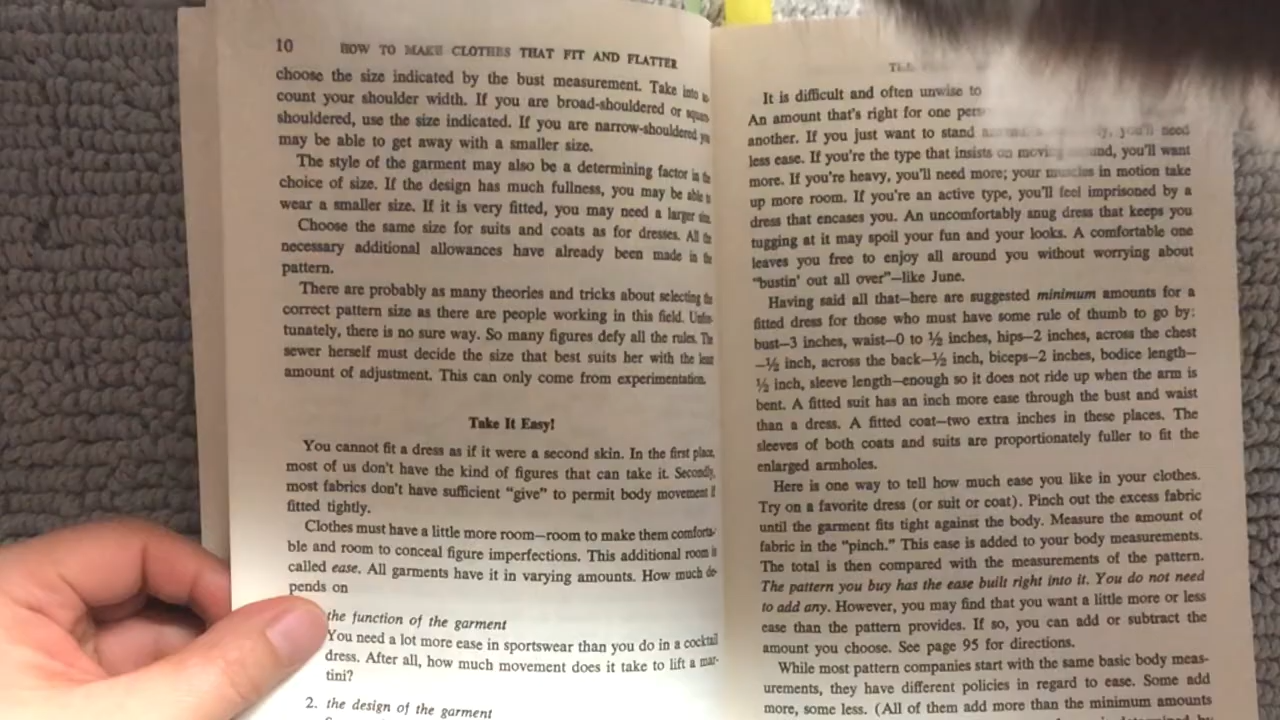 10 HOW TO MAKE CLOTHES THAT FIT AND FLATTER
choose the size indicated by the bust measurement. Take into
count your shoulder width. If you are broad-shouldered or
shouldered, use the size indicated. If you are narrow-shouldered
may be able to get away with a smaller size.
The style of the garment may also be a determining factor in the
choice of size. If the design has much fullness, you may be able
wear a smaller size. If it is very fitted, you may need a larger
Choose the same size for suits and coats as for dresses. All the
necessary additional allowances have already been made in the
pattern.
There are probably as many theories and tricks about selecting the
correct pattern size as there are people working in this field.
tunately, there is no sure way. So many figures defy all the rules. The
sewer herself must decide the size that best suits her with the least
amount of adjustment. This can only come from experimentation.
Take It Easy!
You cannot fit a dress as if it were a second skin. In the first place,
most of us don't have the kind of figures that can take it. Secondly,
most fabrics don't have sufficient "give" to permit body movement if
fitted tightly.
Clothes must have a little more room—room to make them comforta-
ble and room to conceal figure imperfections. This additional room is
called ease. All garments have it in varying amounts. How much de-
pends on
the function of the garment
You need a lot more ease in sportswear than you do in a cocktail
dress. After all, how much movement does it take to lift a mar-
tini?
2. the design of the garment
It is difficult and often unwise to
An amount that's right for one
another. If you just want to stand you'll need
less ease. If you're the type that insists on moving you'll want
more. If you're heavy, you'll need more; your muscles in motion take
up more room. If you're an active type, you'll feel imprisoned by a
dress that encases you. An uncomfortably snug dress that keeps you
tugging at it may spoil your fun and your looks. A comfortable one
leaves you free to enjoy all around you without worrying about
"bustin' out all over"—like June.
Having said all that—here are suggested minimum amounts for a
fitted dress for those who must have some rule of thumb to go by:
bust—3 inches, waist—0 to ½ inches, hips—2 inches, across the chest
—½ inch, across the back—½ inch, biceps—2 inches, bodice length—
½ inch, sleeve length—enough so it does not ride up when the arm is
bent. A fitted suit has an inch more ease through the bust and waist
than a dress. A fitted coat—two extra inches in these places. The
sleeves of both coats and suits are proportionately fuller to fit the
enlarged armholes.
Here is one way to tell how much ease you like in your clothes.
Try on a favorite dress (or suit or coat). Pinch out the excess fabric
until the garment fits tight against the body. Measure the amount of
fabric in the "pinch." This ease is added to your body measurements.
The total is then compared with the measurements of the pattern.
The pattern you buy has the ease built right into it. You do not need
to add any. However, you may find that you want a little more or less
ease than the pattern provides. If so, you can add or subtract the
amount you choose. See page 95 for directions.
While most pattern companies start with the same basic body meas-
urements, they have different policies in regard to ease. Some add
more, some less. (All of them add more than the minimum amounts